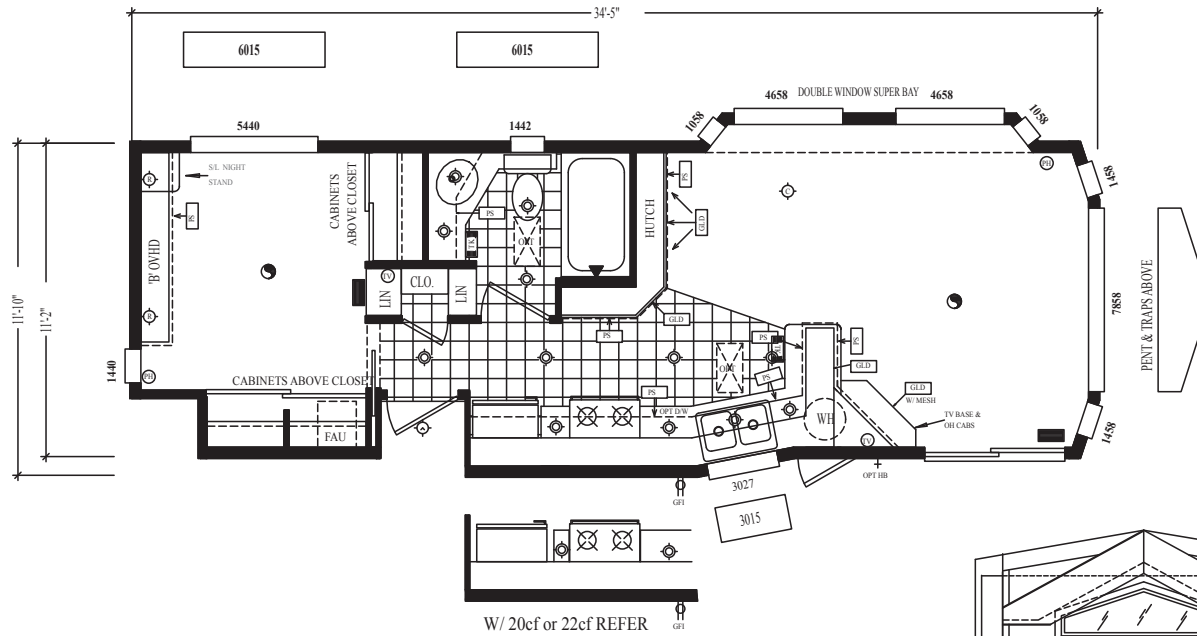 34'-5"
6015
6015
4658
DOUBLE WINDOW SUPER BAY
4658
1058
1058
5440
1442
PH
1458
R
S/L NIGHT
STAND
PS
CABINETS
ABOVE CLOSET
PS
OPT
TK
HUTCH
PS
GLD
C
'B' OVHD
TV
LIN
CLO.
LIN
11'-10"
11'-2"
7858
PENT & TRAPS ABOVE
R
GLD
PS
PS
PS
GLD
OPT
PS
GLD
W/ MESH
TV BASE &
OH CABS
1440
PH
CABINETS ABOVE CLOSET
PS
OPT D/W
FAU
WH
TV
1458
OPT HB
3027
GFI
3015
GFI
W/ 20cf or 22cf REFER